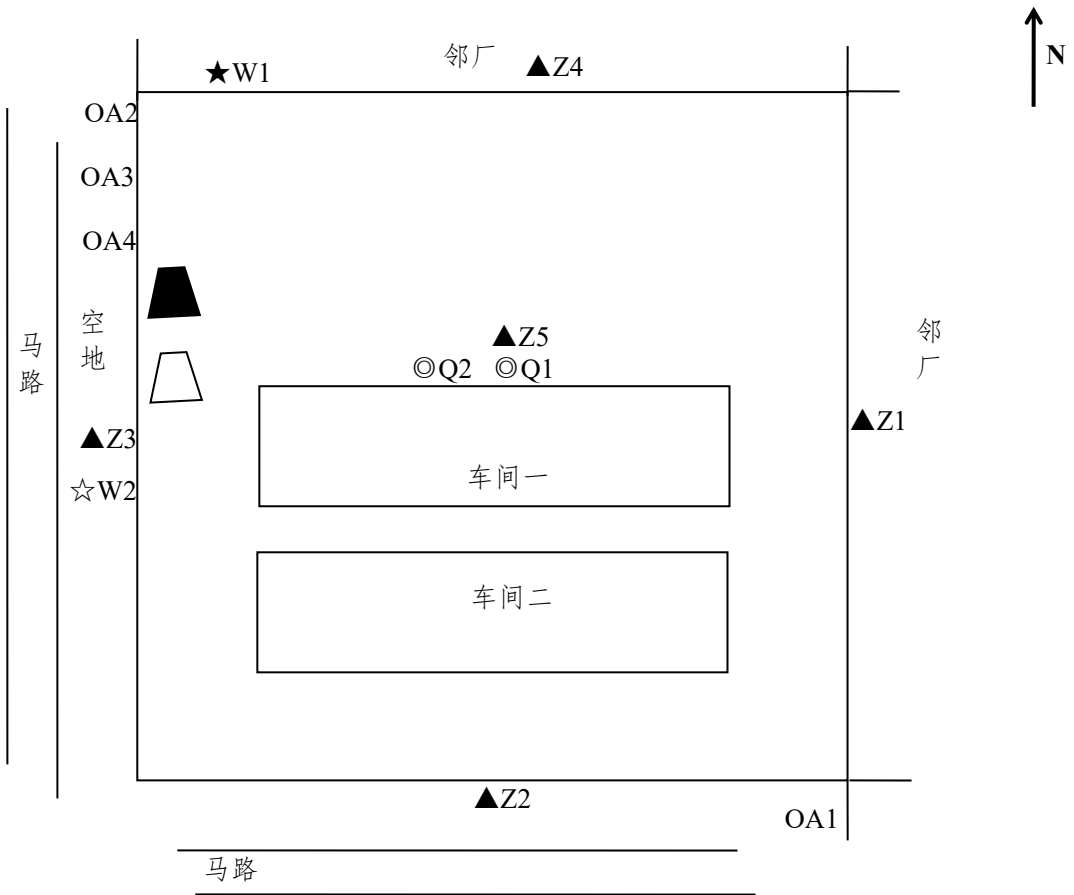 邻厂
▲Z4
N
★W1
OA2
OA3
OA4
空地
马路
邻厂
▲Z5
◎Q2
◎Q1
▲Z1
▲Z3
车间一
☆W2
车间二
▲Z2
OA1
马路